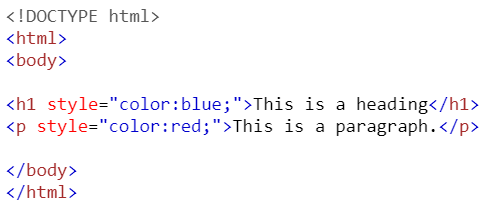 <!DOCTYPE html>
<html>
<body>
<h1 style="color:blue;">This is a heading</h1>
<p style="color:red;">This is a paragraph.</p>
</body>
</html>